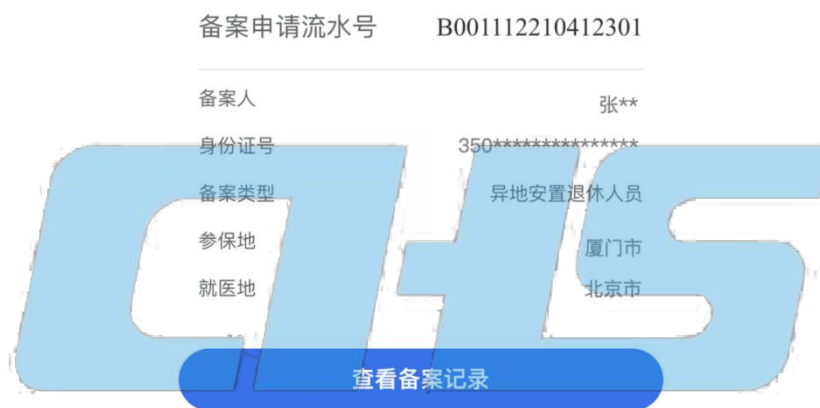 备案申请流水号 B001112210412301
备案人 张**
身份证号 350***************
备案类型 异地安置退休人员
参保地 厦门市
就医地 北京市
查看备案记录
CHS